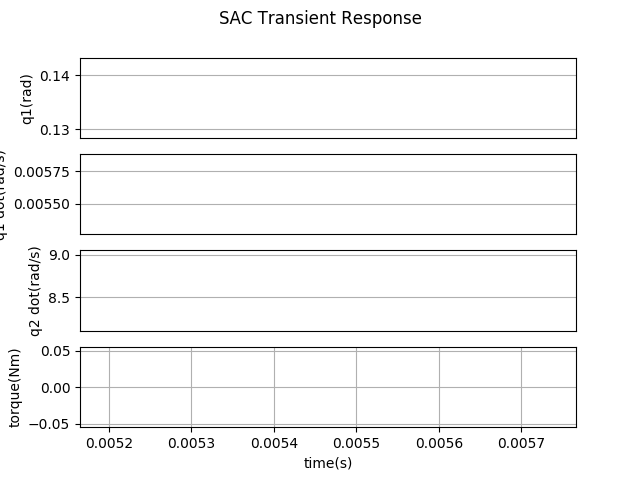 SAC Transient Response
q1(rad)
0.14
0.13
q1 dot(rad/s)
0.00575
0.00550
q2 dot(rad/s)
9.0
8.5
torque(Nm)
0.05
0.00
−0.05
0.0052 0.0053 0.0054 0.0055 0.0056 0.0057
time(s)